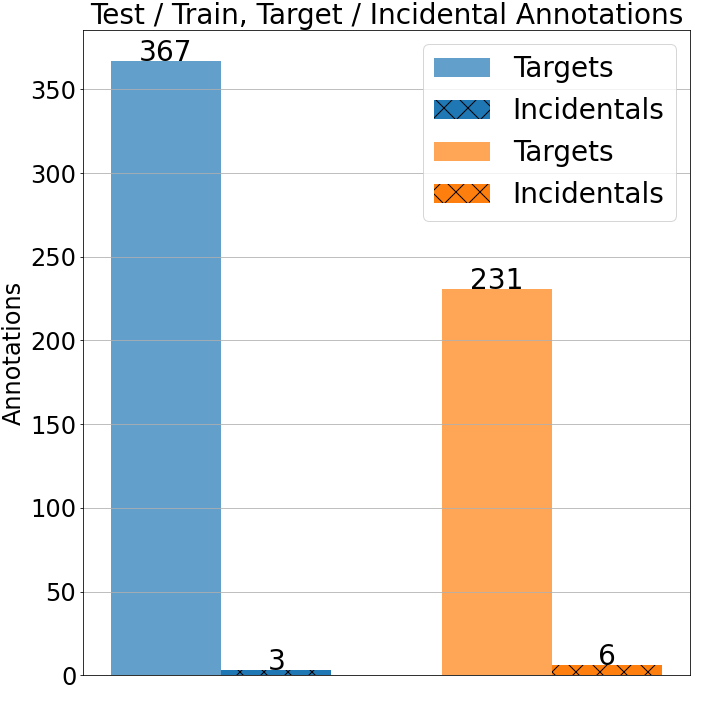 Test / Train, Target / Incidental Annotations
367
350
Targets
Incidentals
300
Targets
Incidentals
250
231
Annotations
200
150
100
50
3
6
0